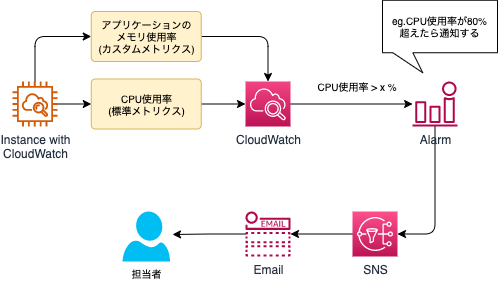 アプリケーションの
メモリ使用率
(カスタムメトリクス)
eg.CPU使用率が80%
超えたら通知する
CPU使用率
(標準メトリクス)
CPU使用率 > x %
Instance with
CloudWatch
CloudWatch
Alarm
EMAIL
担当者
Email
SNS